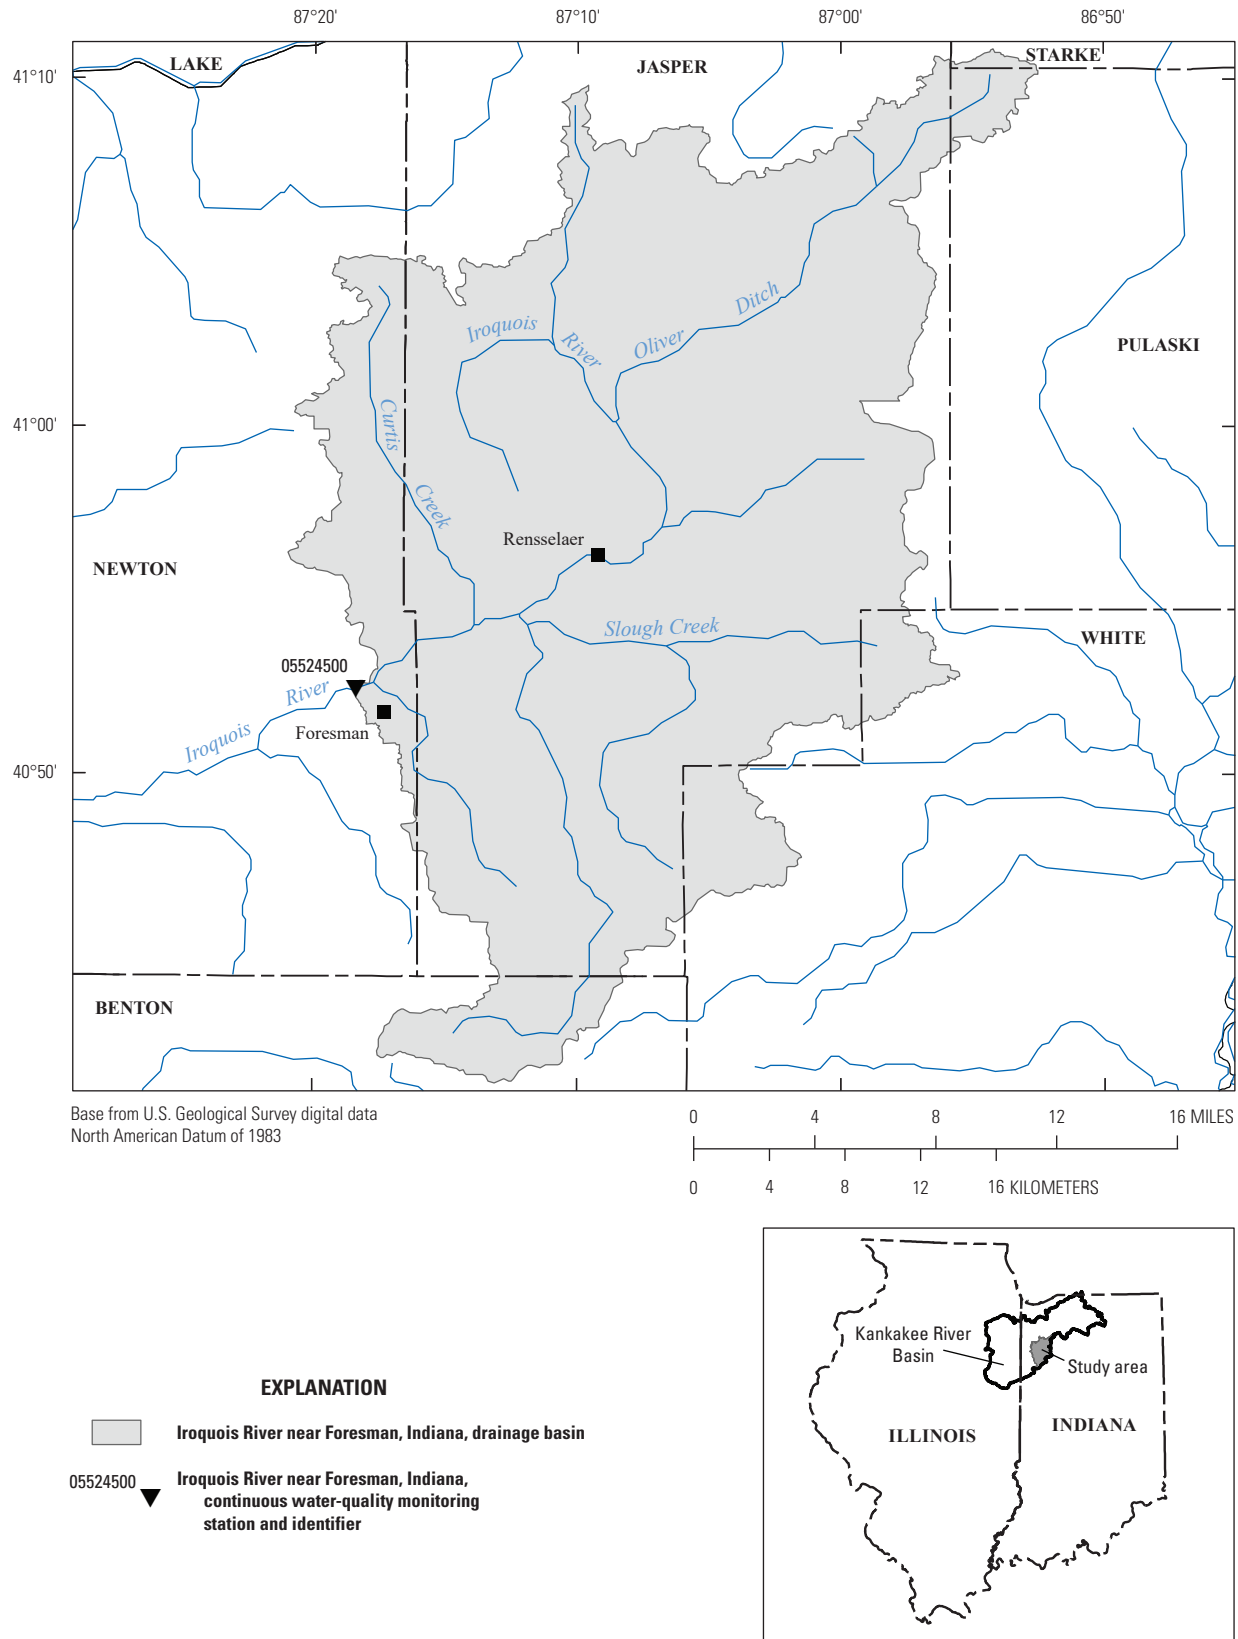 87°20'
87°10'
87°00'
86°50'
41°10'
41°00'
40°50'
LAKE
JASPER
STARKE
PULASKI
NEWTON
WHITE
BENTON
Iroquois
River
Oliver
Ditch
Curtis
Creek
Rensselaer
Slough Creek
05524500
River
Iroquois
Foresman
Base from U.S. Geological Survey digital data
North American Datum of 1983
0 4 8 12 16 MILES
0 4 8 12 16 KILOMETERS
EXPLANATION
Iroquois River near Foresman, Indiana, drainage basin
05524500
Iroquois River near Foresman, Indiana,
continuous water-quality monitoring
station and identifier
Kankakee River
Basin
Study area
ILLINOIS
INDIANA